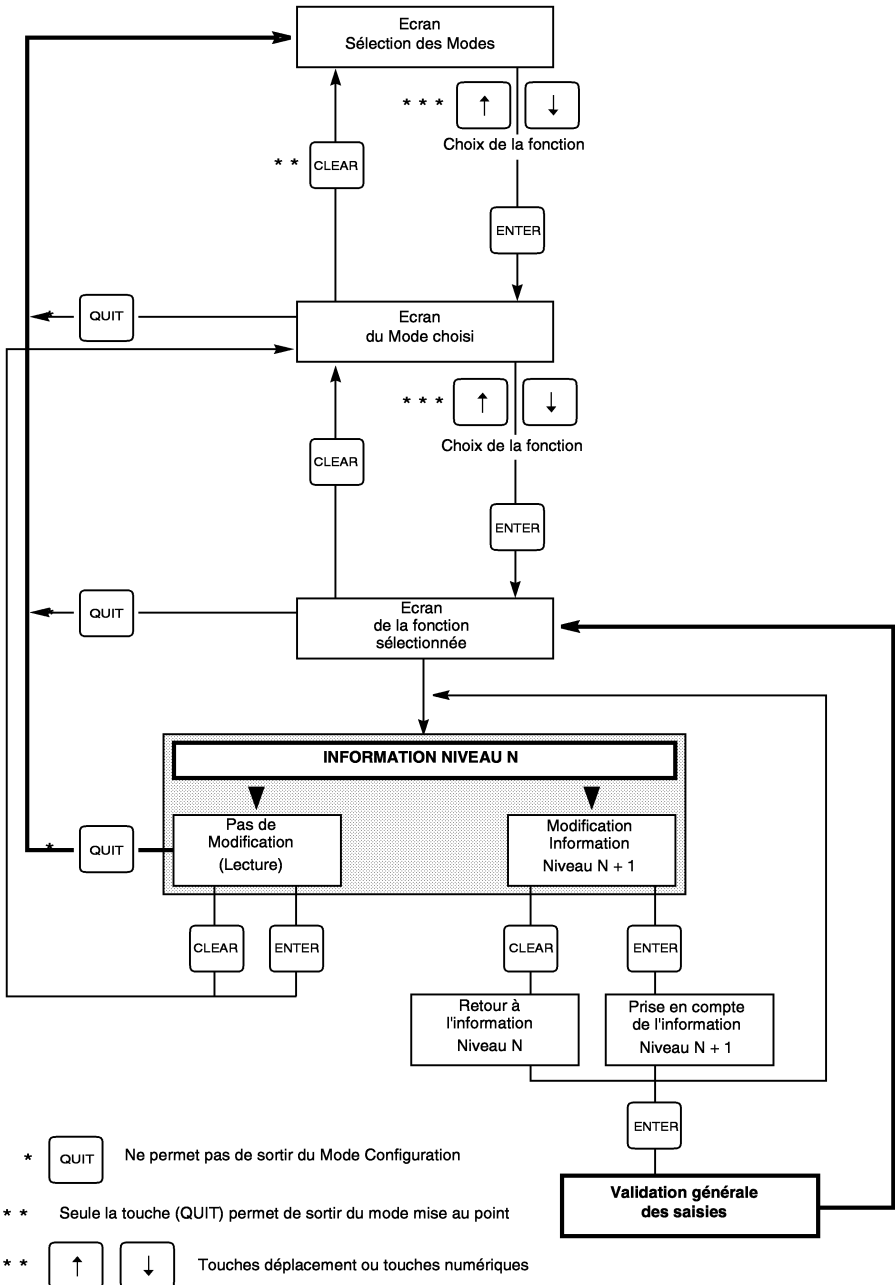 Ecran
Sélection des Modes
* * *
↑
↓
Choix de la fonction
* *
CLEAR
ENTER
*
QUIT
Ecran
du Mode choisi
* * *
↑
↓
Choix de la fonction
CLEAR
ENTER
*
QUIT
Ecran
de la fonction
sélectionnée
INFORMATION NIVEAU N
Pas de
Modification
(Lecture)
Modification
Information
Niveau N + 1
*
QUIT
CLEAR
ENTER
CLEAR
ENTER
Retour à
l'information
Niveau N
Prise en compte
de l'information
Niveau N + 1
ENTER
* QUIT Ne permet pas de sortir du Mode Configuration
Validation générale
des saisies
* * Seule la touche (QUIT) permet de sortir du mode mise au point
* * ↑ ↓ Touches déplacement ou touches numériques